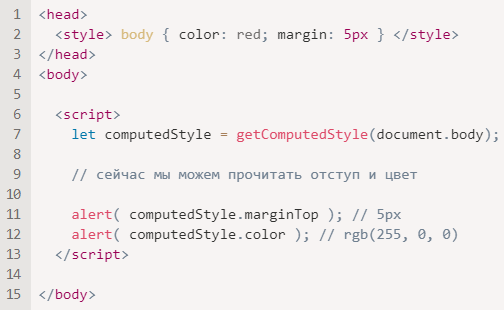 1 <head>
2   <style> body { color: red; margin: 5px } </style>
3 </head>
4 <body>
5
6   <script>
7     let computedStyle = getComputedStyle(document.body);
8
9     // сейчас мы можем прочитать отступ и цвет
10
11     alert( computedStyle.marginTop ); // 5px
12     alert( computedStyle.color ); // rgb(255, 0, 0)
13   </script>
14
15 </body>